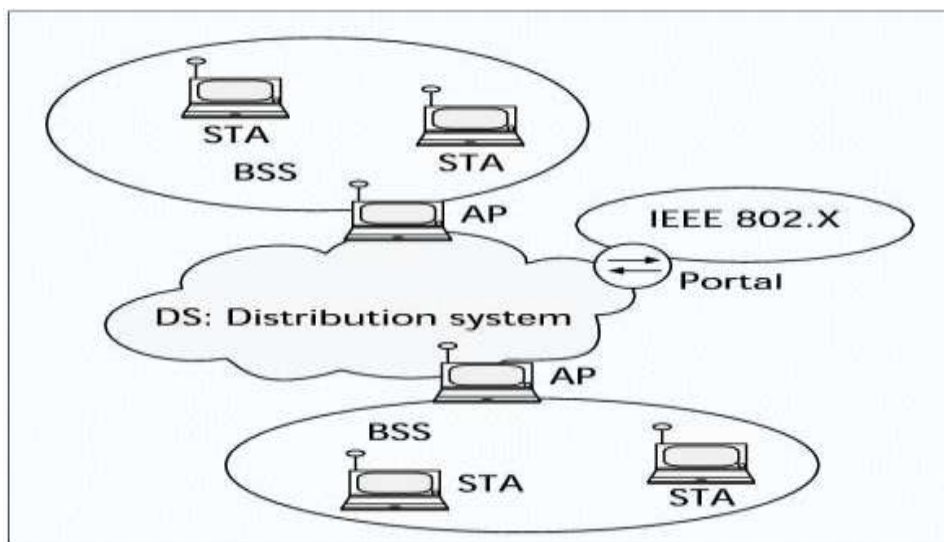 STA
STA
BSS
AP
IEEE 802.X
Portal
DS: Distribution system
AP
BSS
STA
STA